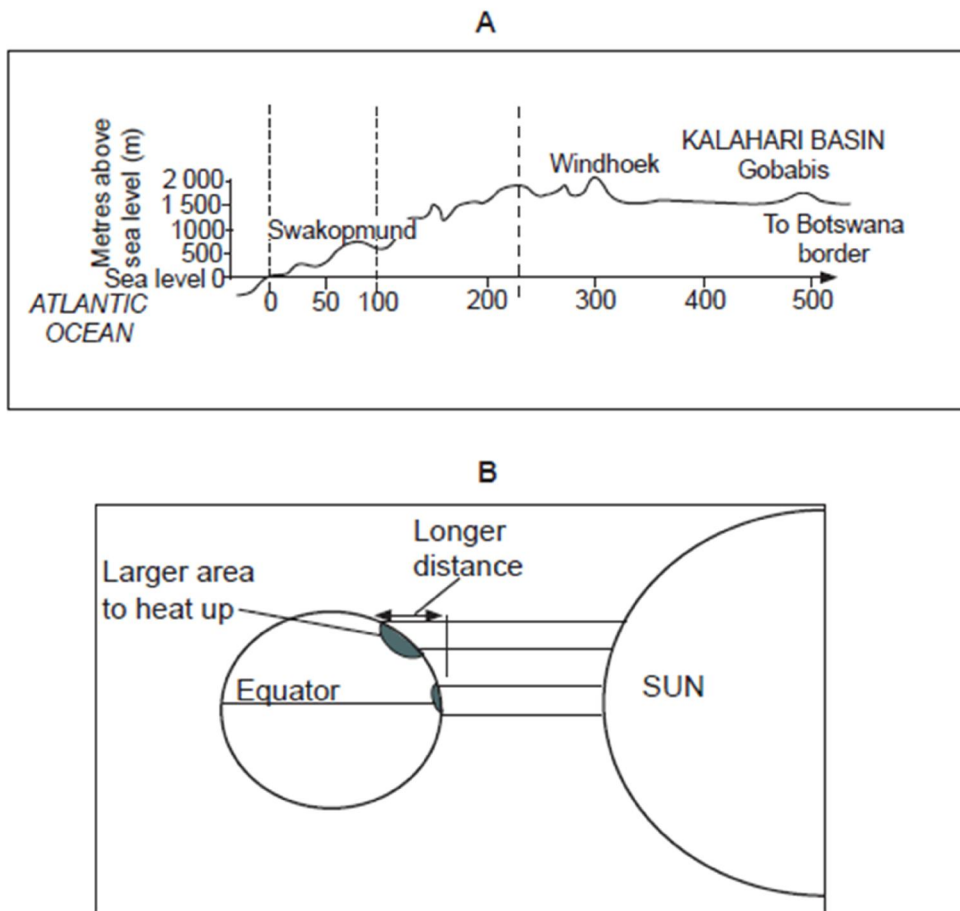 A
Metres above
sea level (m)
2 000
1 500
1000
500
Sea level 0
Swakopmund
Windhoek
KALAHARI BASIN
Gobabis
To Botswana
border
ATLANTIC
OCEAN
0 50 100 200 300 400 500
B
Longer
distance
Larger area
to heat up
Equator
SUN